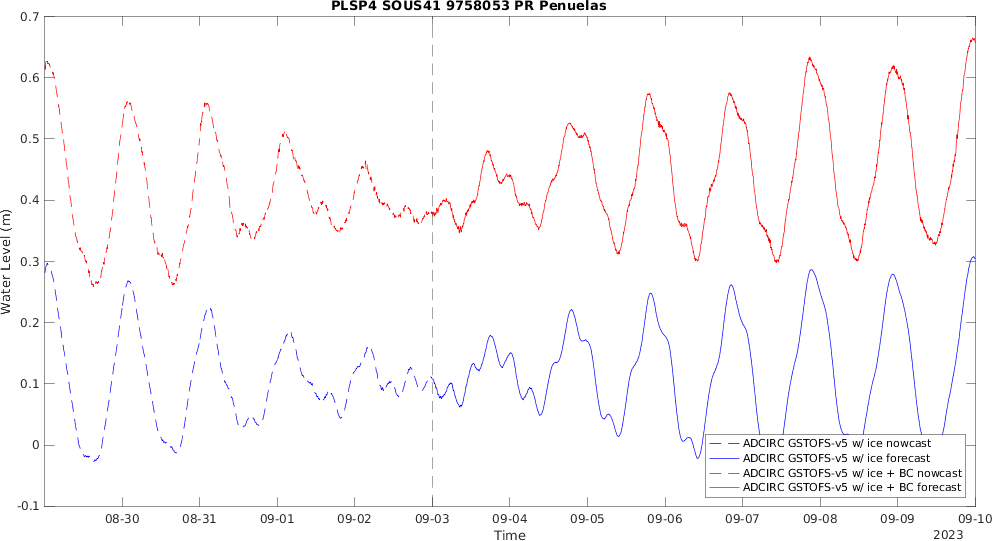 PLSP4 SOUS41 9758053 PR Penuelas
0.7
0.6
0.5
0.4
0.3
0.2
0.1
0
-0.1
Water Level (m)
ADCIRC GSTOFS-v5 w/ ice nowcast
ADCIRC GSTOFS-v5 w/ ice forecast
ADCIRC GSTOFS-v5 w/ ice + BC nowcast
ADCIRC GSTOFS-v5 w/ ice + BC forecast
08-30 08-31 09-01 09-02 09-03 09-04 09-05 09-06 09-07 09-08 09-09 09-10
Time
2023